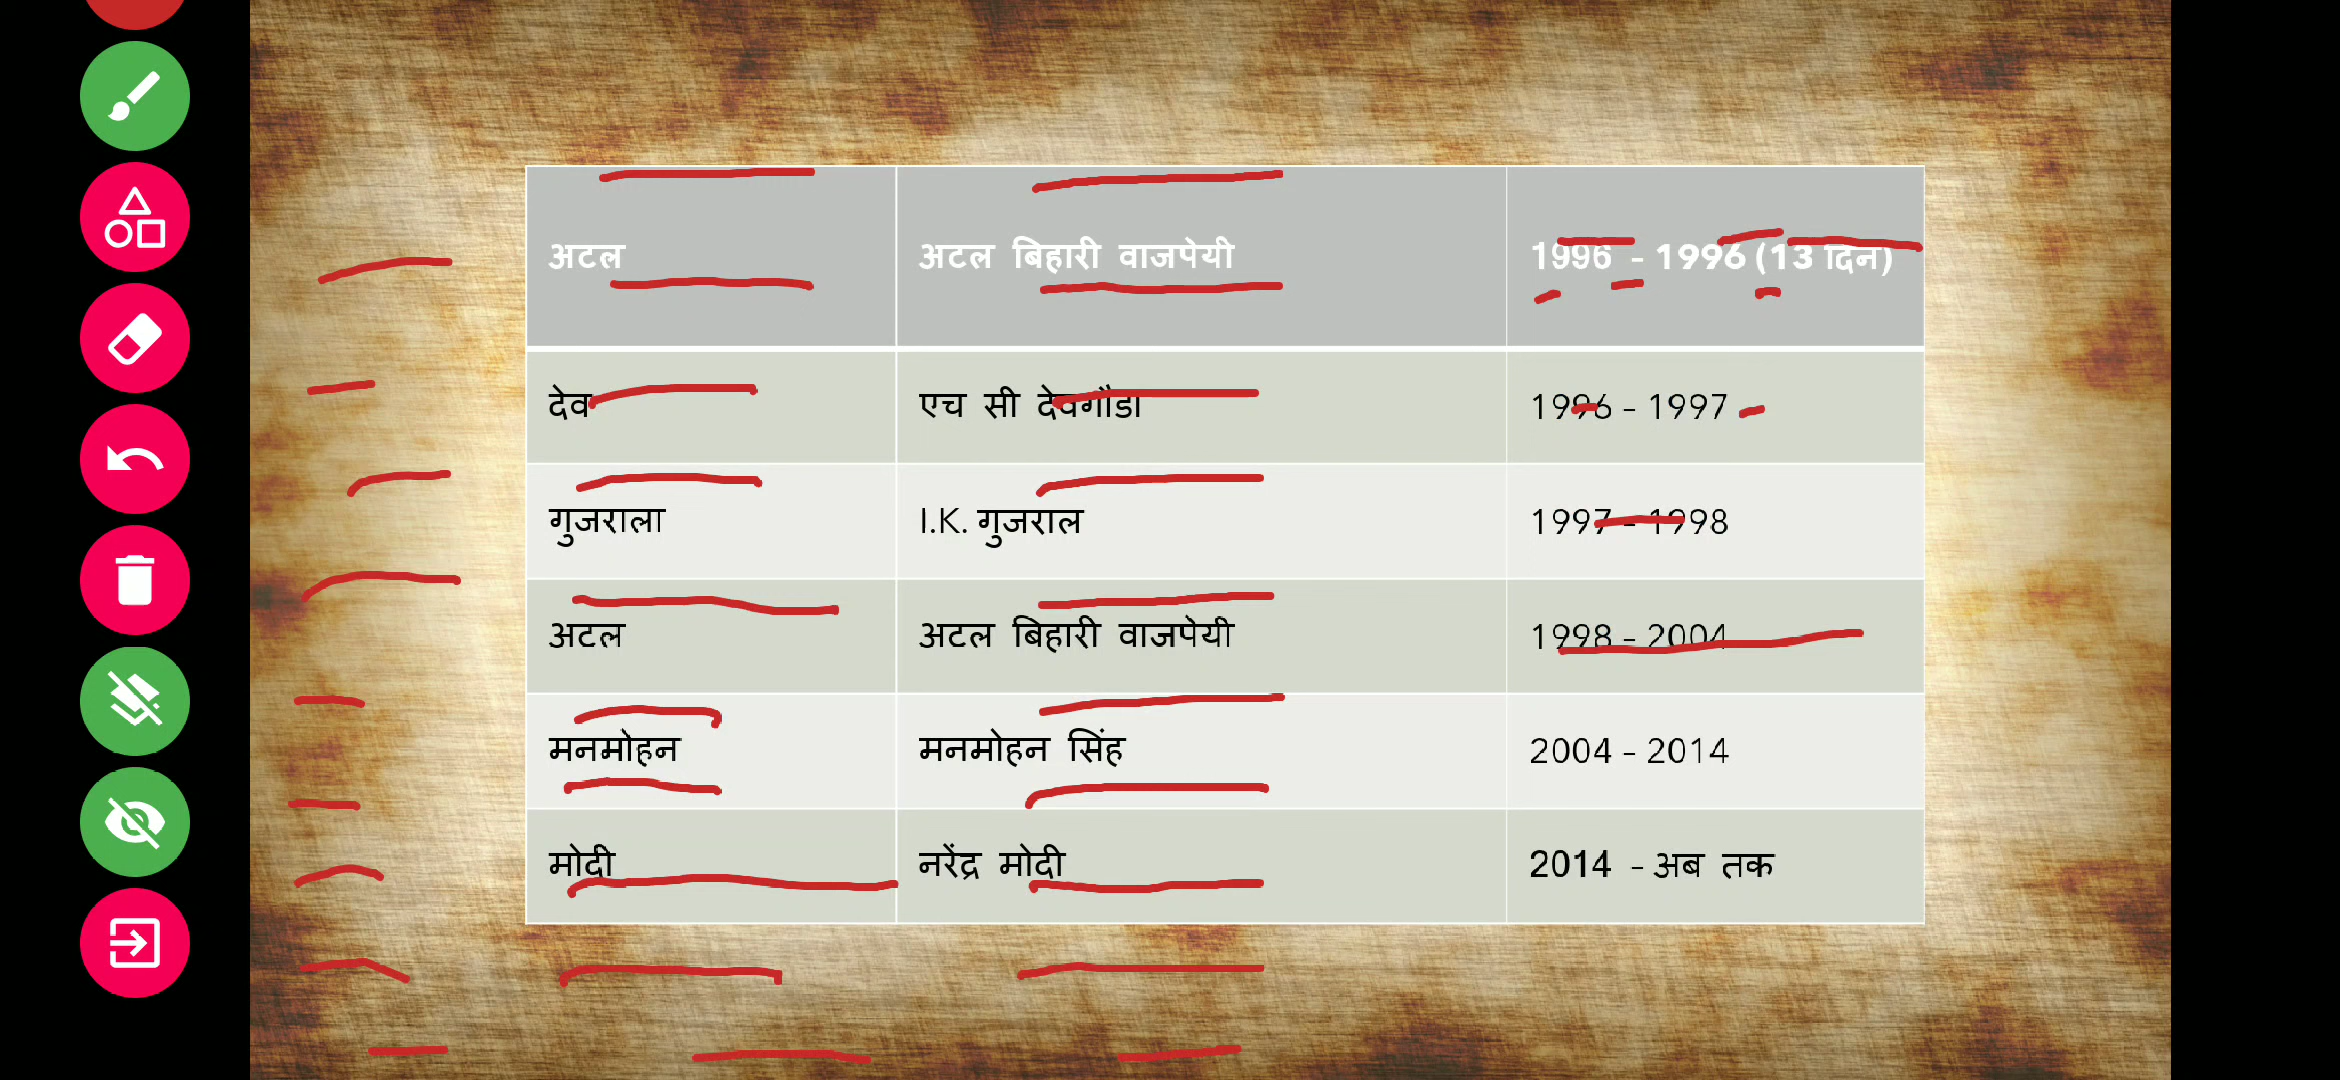 अटल अटल बिहारी वाजपेयी 1996 - 1996 (13 दिन)
देव एच सी देवगौडा 1996 - 1997
गुजराला I.K. गुजराल 1997 - 1998
अटल अटल बिहारी वाजपेयी 1998 - 2004
मनमोहन मनमोहन सिंह 2004 - 2014
मोदी नरेंद्र मोदी 2014 - अब तक